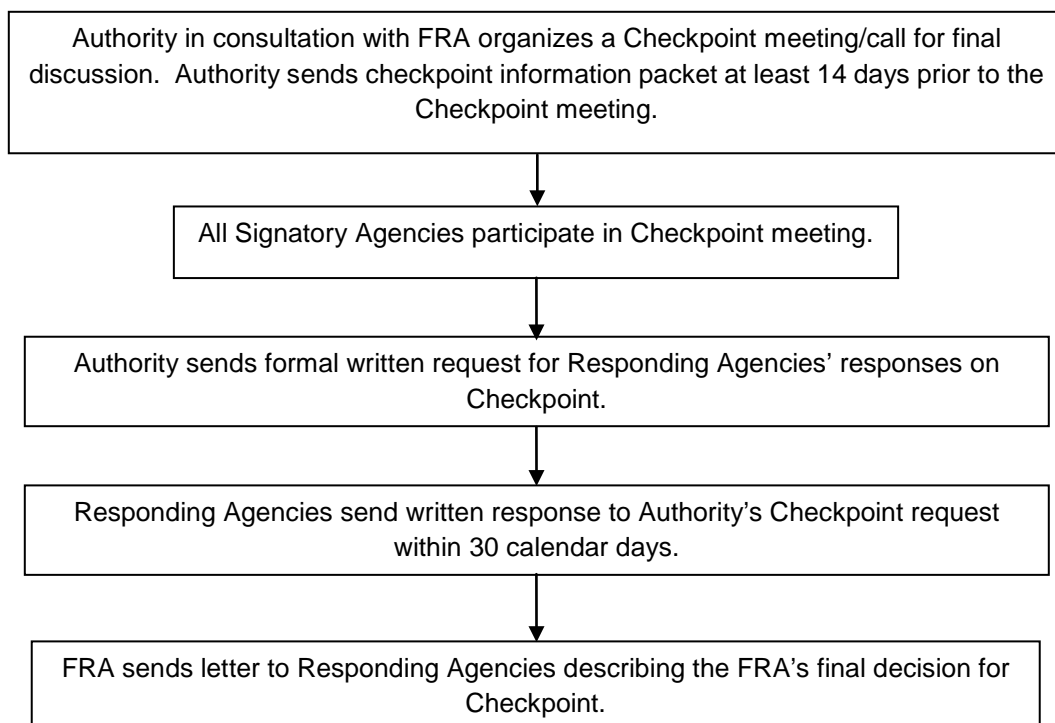 Authority in consultation with FRA organizes a Checkpoint meeting/call for final
discussion.  Authority sends checkpoint information packet at least 14 days prior to the
Checkpoint meeting.
All Signatory Agencies participate in Checkpoint meeting.
Authority sends formal written request for Responding Agencies’ responses on
Checkpoint.
Responding Agencies send written response to Authority’s Checkpoint request
within 30 calendar days.
FRA sends letter to Responding Agencies describing the FRA’s final decision for
Checkpoint.